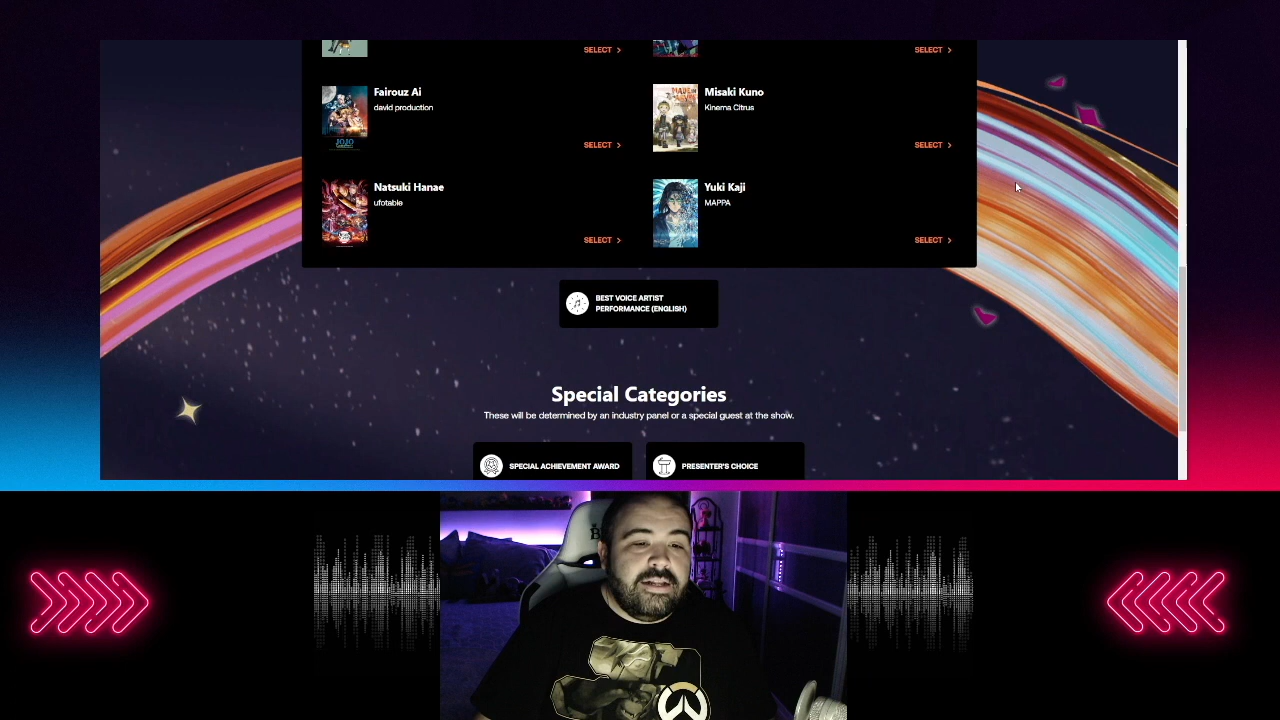 SELECT >
SELECT >
Fairouz Ai
david production
SELECT >
Misaki Kuno
Kinema Citrus
SELECT >
Natsuki Hanae
ufotable
SELECT >
Yuki Kaji
MAPPA
SELECT >
BEST VOICE ARTIST
PERFORMANCE (ENGLISH)
Special Categories
These will be determined by an industry panel or a special guest at the show.
SPECIAL ACHIEVEMENT AWARD
PRESENTER'S CHOICE
JOJO